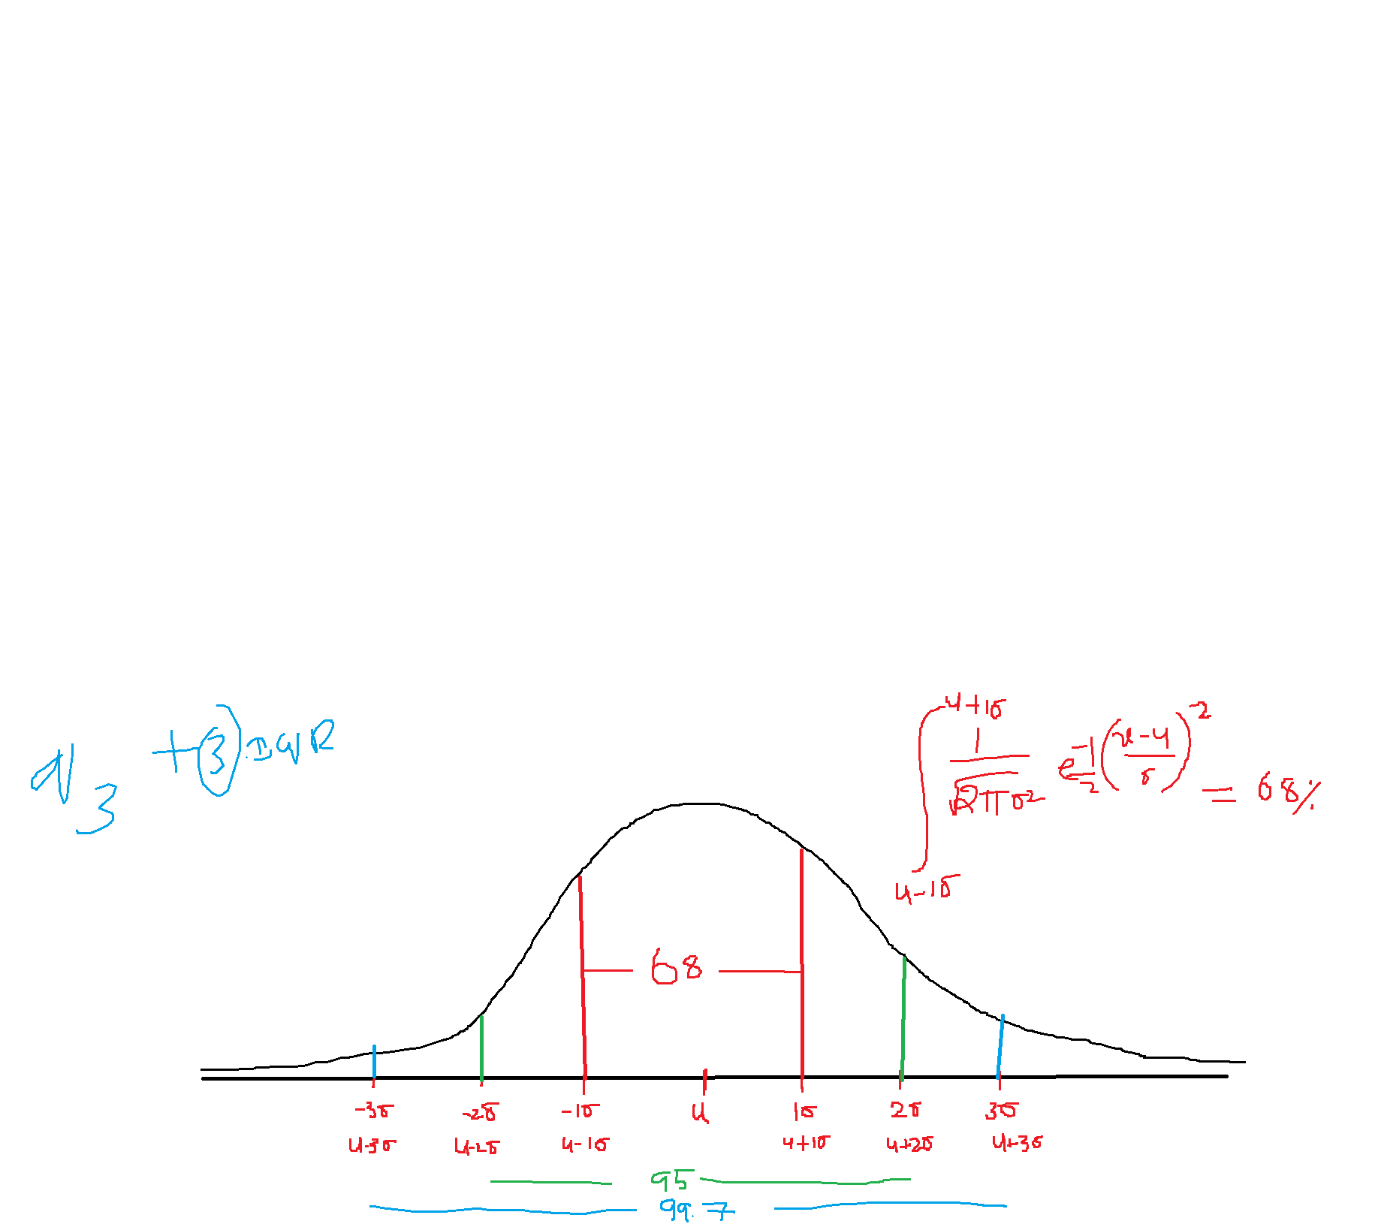 q3 + (3) . IQR
∫ μ-1σ μ+1σ 1/√2πσ² e^-1/2 (x-μ/σ)^-2 = 68%
68
-3σ -2σ -1σ μ 1σ 2σ 3σ
μ-3σ μ-2σ μ-1σ μ+1σ μ+2σ μ+3σ
95
99.7